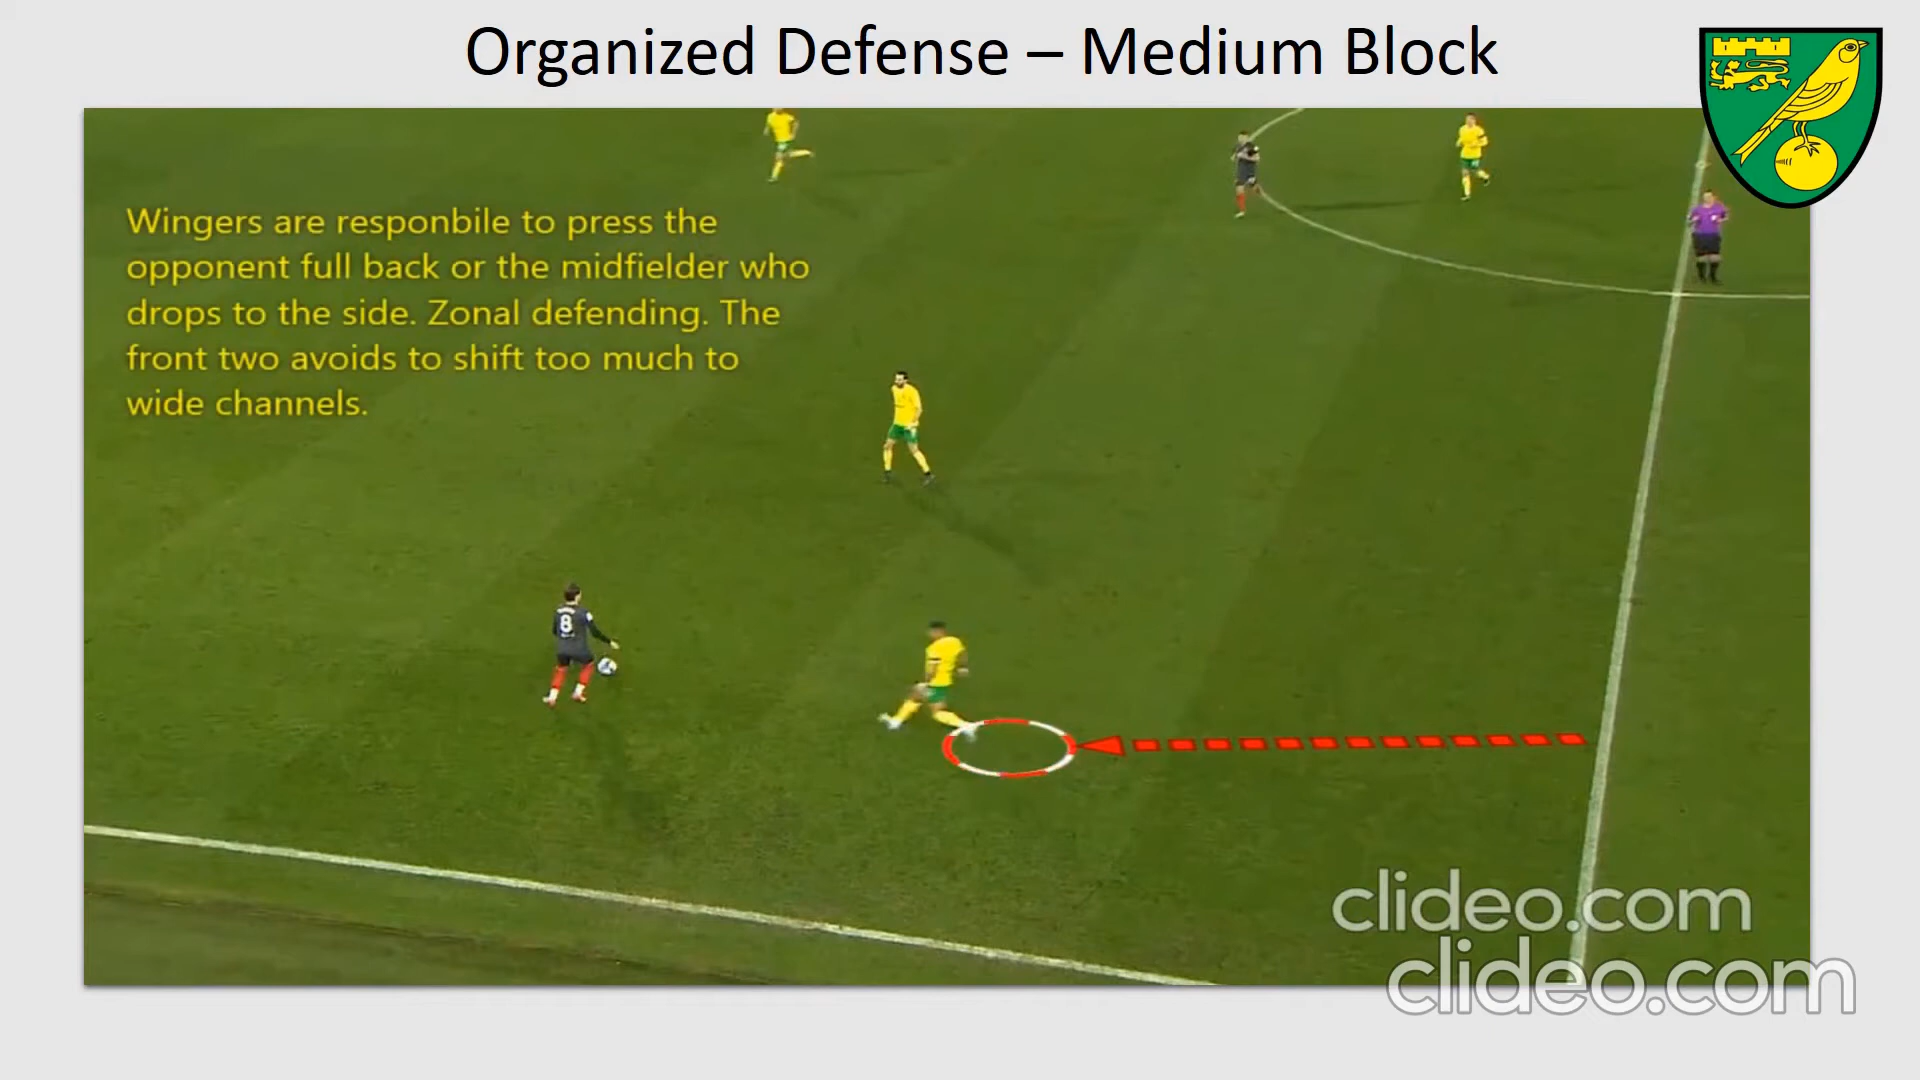 Organized Defense – Medium Block
Wingers are responbile to press the
opponent full back or the midfielder who
drops to the side. Zonal defending. The
front two avoids to shift too much to
wide channels.
8
clideo.com
clideo.com